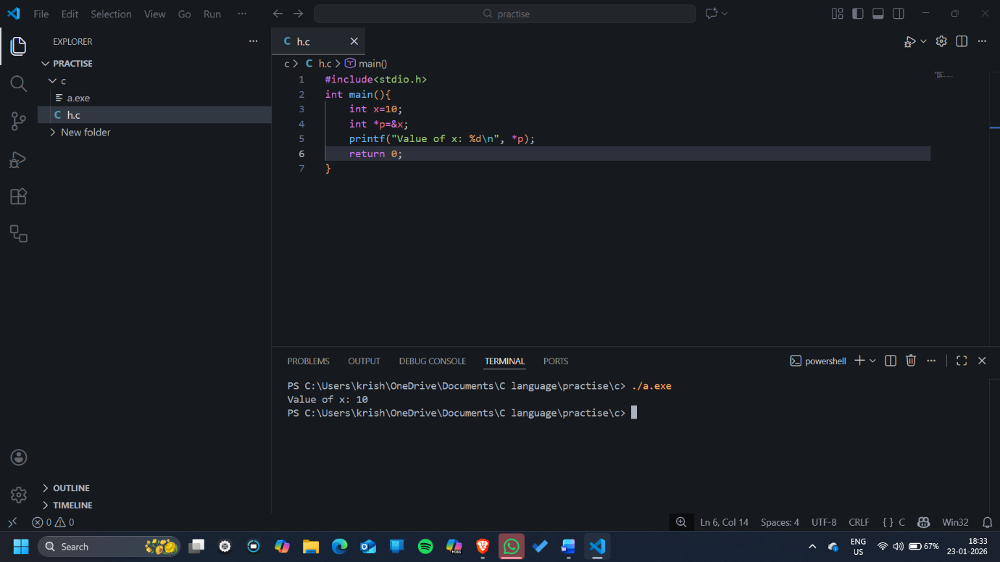 File Edit Selection View Go Run ··· practise
EXPLORER ···
PRACTISE
c
a.exe
C h.c
New folder
OUTLINE
TIMELINE
C h.c
c > C h.c > main()
1 #include<stdio.h>
2 int main(){
3     int x=10;
4     int *p=&x;
5     printf("Value of x: %d\n", *p);
6     return 0;
7 }
PROBLEMS OUTPUT DEBUG CONSOLE TERMINAL PORTS powershell
PS C:\Users\krish\OneDrive\Documents\C language\practise\c> ./a.exe
Value of x: 10
PS C:\Users\krish\OneDrive\Documents\C language\practise\c>
0 0 Ln 6, Col 14 Spaces: 4 UTF-8 CRLF { } C Win32
Search M365 ENG US 67% 18:33 23-01-2026